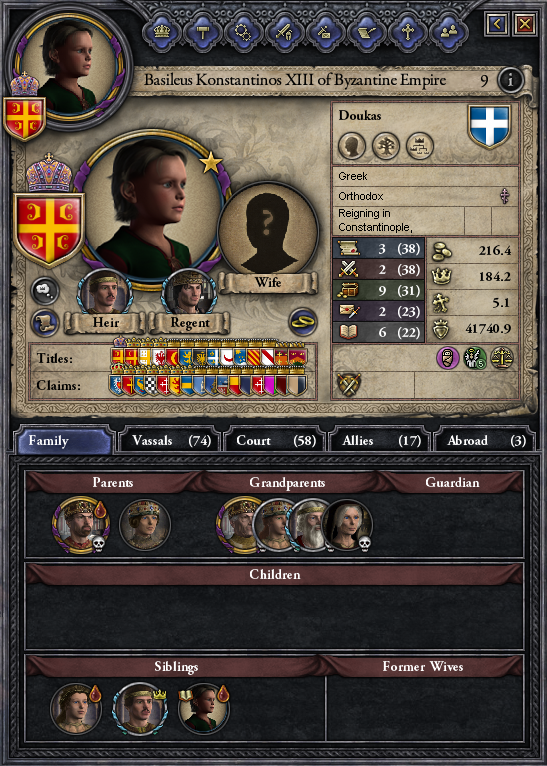 Basileus Konstantinos XIII of Byzantine Empire 9
Doukas
Greek
Orthodox
Reigning in
Constantinople,
Wife
Heir
Regent
3 (38)
2 (38)
9 (31)
2 (23)
6 (22)
216.4
184.2
5.1
41740.9
5
Titles:
Claims:
Family
Vassals (74)
Court (58)
Allies (17)
Abroad (3)
Parents
Grandparents
Guardian
Children
Siblings
Former Wives